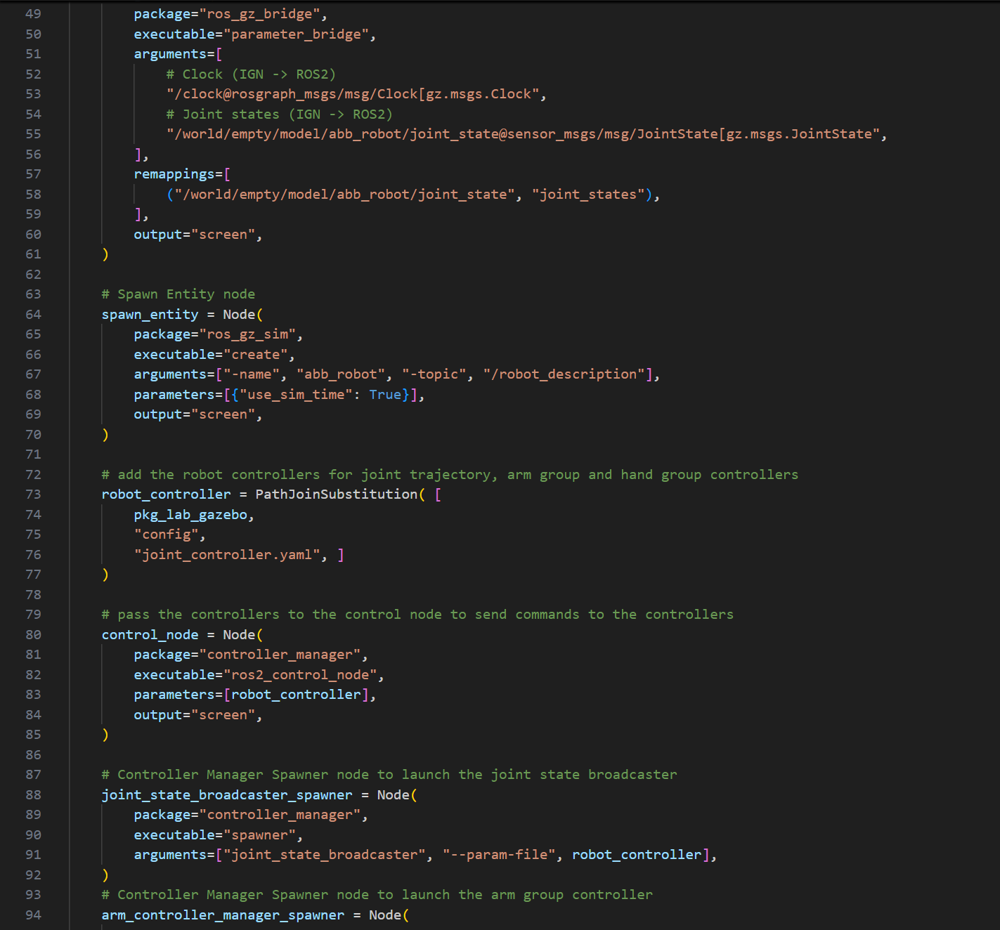 49 package="ros_gz_bridge",
50 executable="parameter_bridge",
51 arguments=[
52 # Clock (IGN -> ROS2)
53 "/clock@rosgraph_msgs/msg/Clock[gz.msgs.Clock",
54 # Joint states (IGN -> ROS2)
55 "/world/empty/model/abb_robot/joint_state@sensor_msgs/msg/JointState[gz.msgs.JointState",
56 ],
57 remappings=[
58 ("/world/empty/model/abb_robot/joint_state", "joint_states"),
59 ],
60 output="screen",
61 )
62
63 # Spawn Entity node
64 spawn_entity = Node(
65 package="ros_gz_sim",
66 executable="create",
67 arguments=["-name", "abb_robot", "-topic", "/robot_description"],
68 parameters=[{"use_sim_time": True}],
69 output="screen",
70 )
71
72 # add the robot controllers for joint trajectory, arm group and hand group controllers
73 robot_controller = PathJoinSubstitution( [
74 pkg_lab_gazebo,
75 "config",
76 "joint_controller.yaml", ]
77 )
78
79 # pass the controllers to the control node to send commands to the controllers
80 control_node = Node(
81 package="controller_manager",
82 executable="ros2_control_node",
83 parameters=[robot_controller],
84 output="screen",
85 )
86
87 # Controller Manager Spawner node to launch the joint state broadcaster
88 joint_state_broadcaster_spawner = Node(
89 package="controller_manager",
90 executable="spawner",
91 arguments=["joint_state_broadcaster", "--param-file", robot_controller],
92 )
93 # Controller Manager Spawner node to launch the arm group controller
94 arm_controller_manager_spawner = Node(